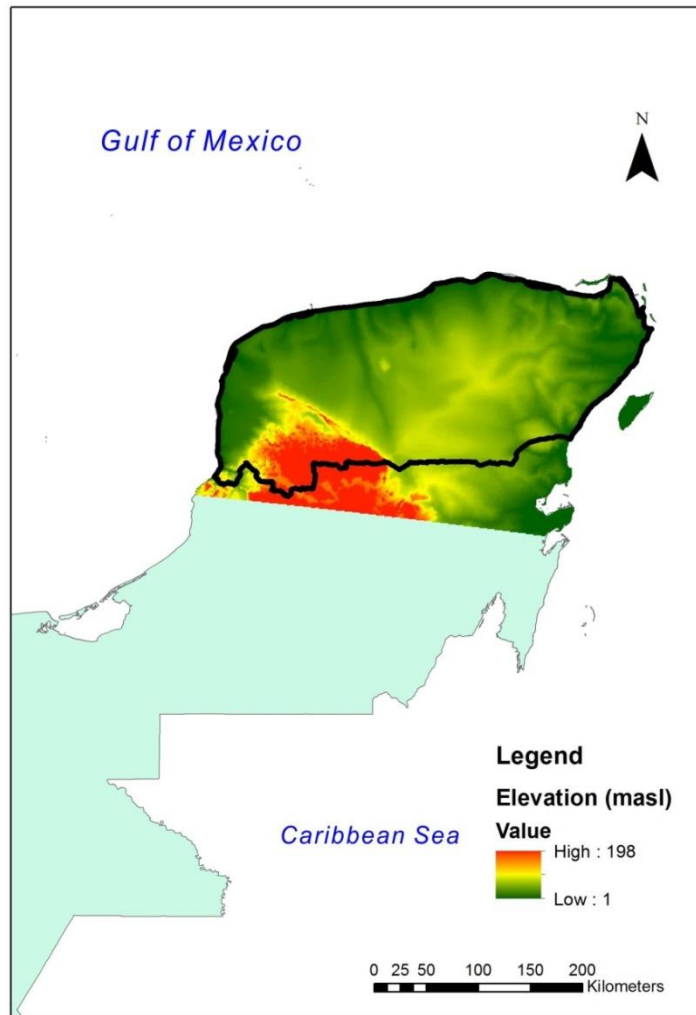 Gulf of Mexico
N
Legend
Elevation (masl)
Value
High : 198
Low : 1
Caribbean Sea
0 25 50 100 150 200
Kilometers